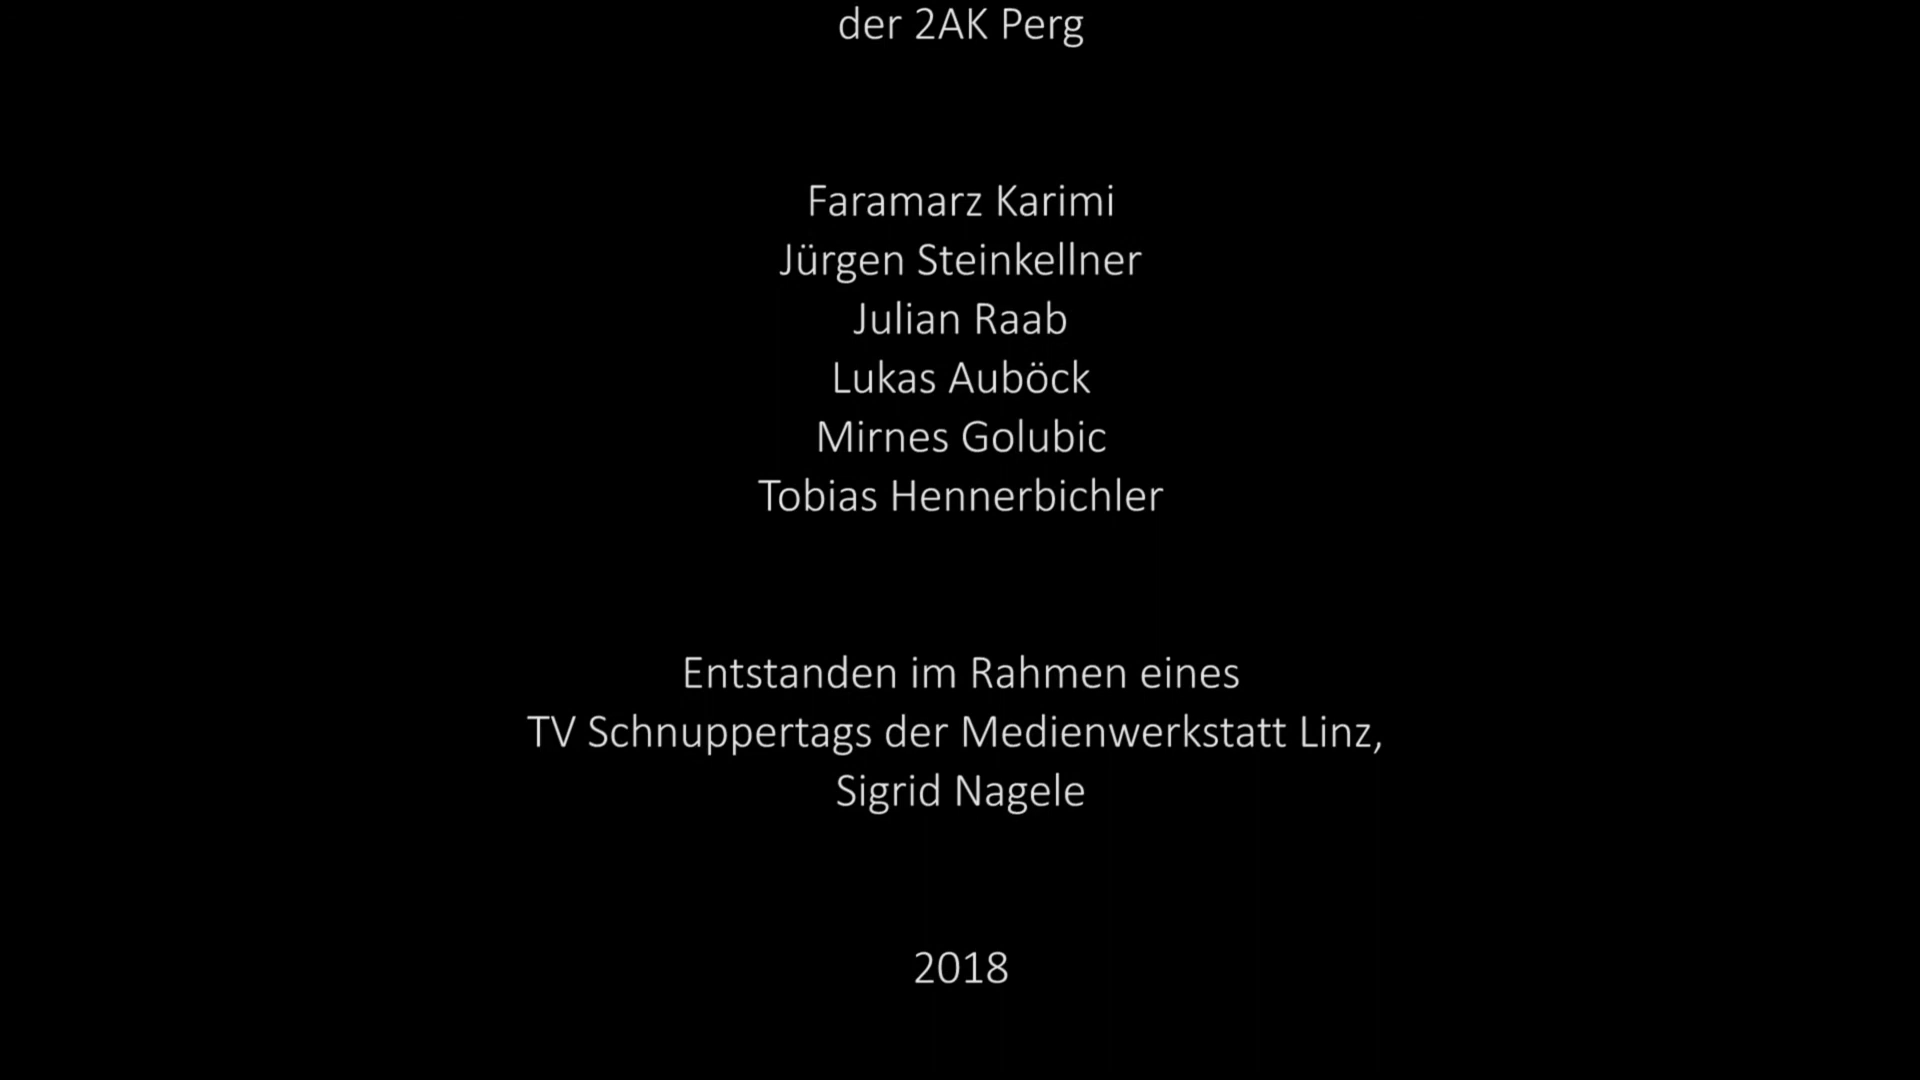 der 2AK Perg
Faramarz Karimi
Jürgen Steinkellner
Julian Raab
Lukas Auböck
Mirnes Golubic
Tobias Hennerbichler
Entstanden im Rahmen eines
TV Schnuppertags der Medienwerkstatt Linz,
Sigrid Nagele
2018